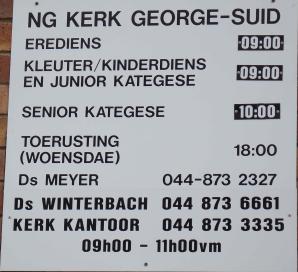 NG KERK GEORGE-SUID
EREDIENS 09:00
KLEUTER/KINDERDIENS
EN JUNIOR KATEGESE 09:00
SENIOR KATEGESE 10:00
TOERUSTING
(WOENSDAE) 18:00
Ds MEYER 044-873 2327
Ds WINTERBACH 044 873 6661
KERK KANTOOR 044 873 3335
09h00 - 11h00vm